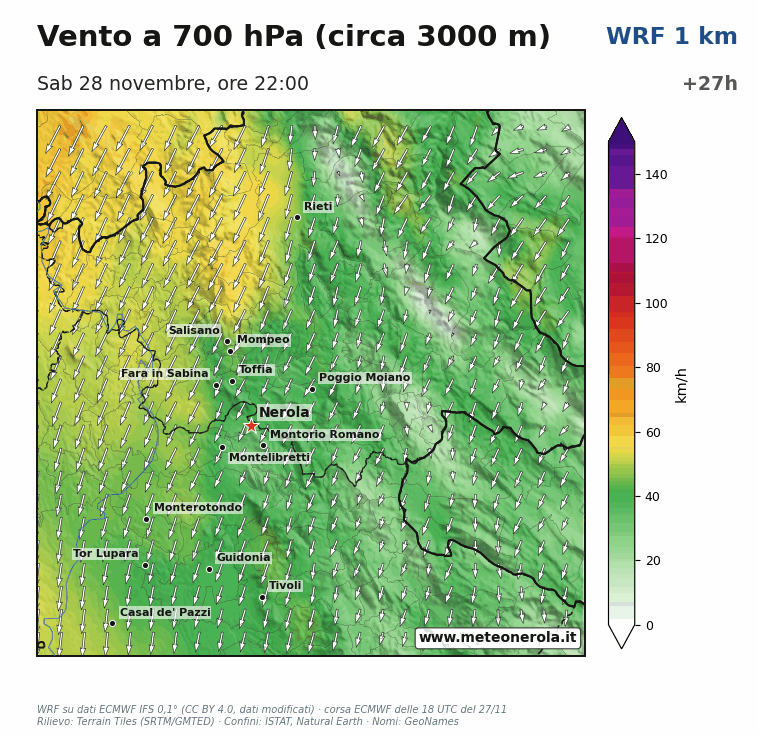 Vento a 700 hPa (circa 3000 m)
WRF 1 km
Sab 28 novembre, ore 22:00
+27h
Rieti
Salisano
Mompeo
Fara in Sabina
Toffia
Poggio Moiano
Nerola
Montorio Romano
Montelibretti
Monterotondo
Tor Lupara
Guidonia
Tivoli
Casal de' Pazzi
www.meteonerola.it
140
120
100
80
60
40
20
0
km/h
WRF su dati ECMWF IFS 0,1° (CC BY 4.0, dati modificati) · corsa ECMWF delle 18 UTC del 27/11
Rilievo: Terrain Tiles (SRTM/GMTED) · Confini: ISTAT, Natural Earth · Nomi: GeoNames